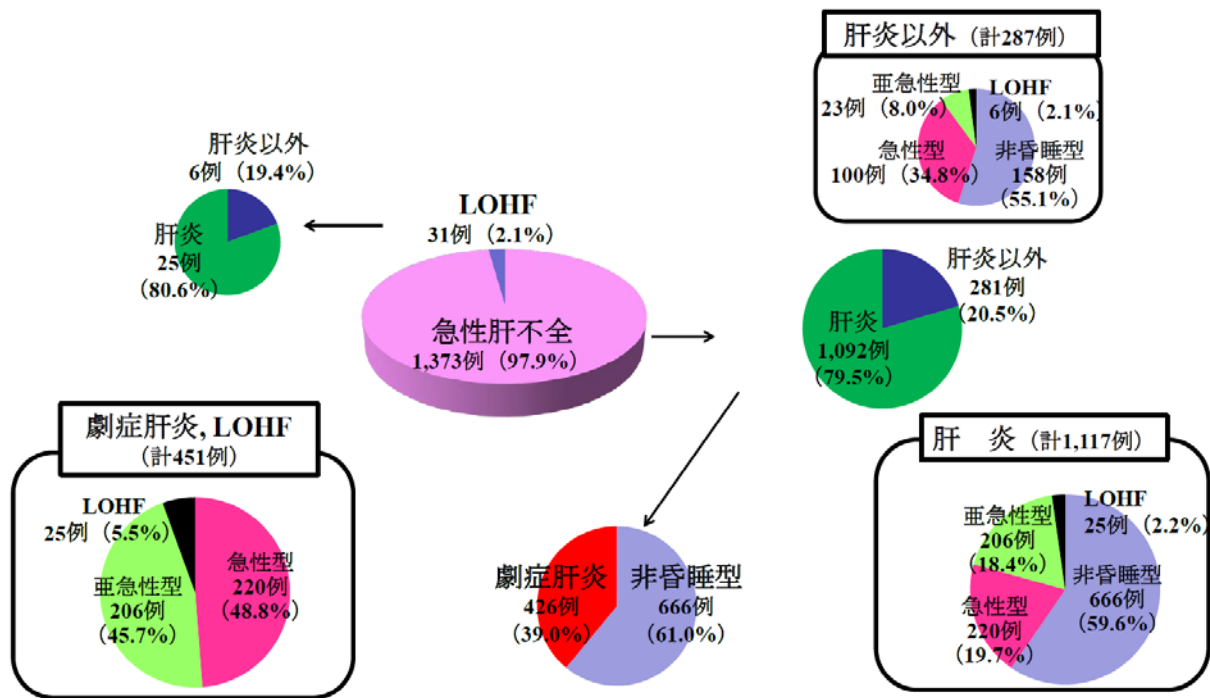 肝炎以外（計287例）
亜急性型
23例（8.0%）
LOHF
6例（2.1%）
急性型
100例（34.8%）
非昏睡型
158例
（55.1%）
肝炎以外
6例（19.4%）
肝炎
25例
（80.6%）
LOHF
31例（2.1%）
急性肝不全
1,373例（97.9%）
肝炎以外
281例
（20.5%）
肝炎
1,092例
（79.5%）
劇症肝炎, LOHF
（計451例）
LOHF
25例（5.5%）
急性型
220例
（48.8%）
亜急性型
206例
（45.7%）
劇症肝炎
426例
（39.0%）
非昏睡型
666例
（61.0%）
肝　炎（計1,117例）
LOHF
25例（2.2%）
亜急性型
206例
（18.4%）
非昏睡型
666例
（59.6%）
急性型
220例
（19.7%）